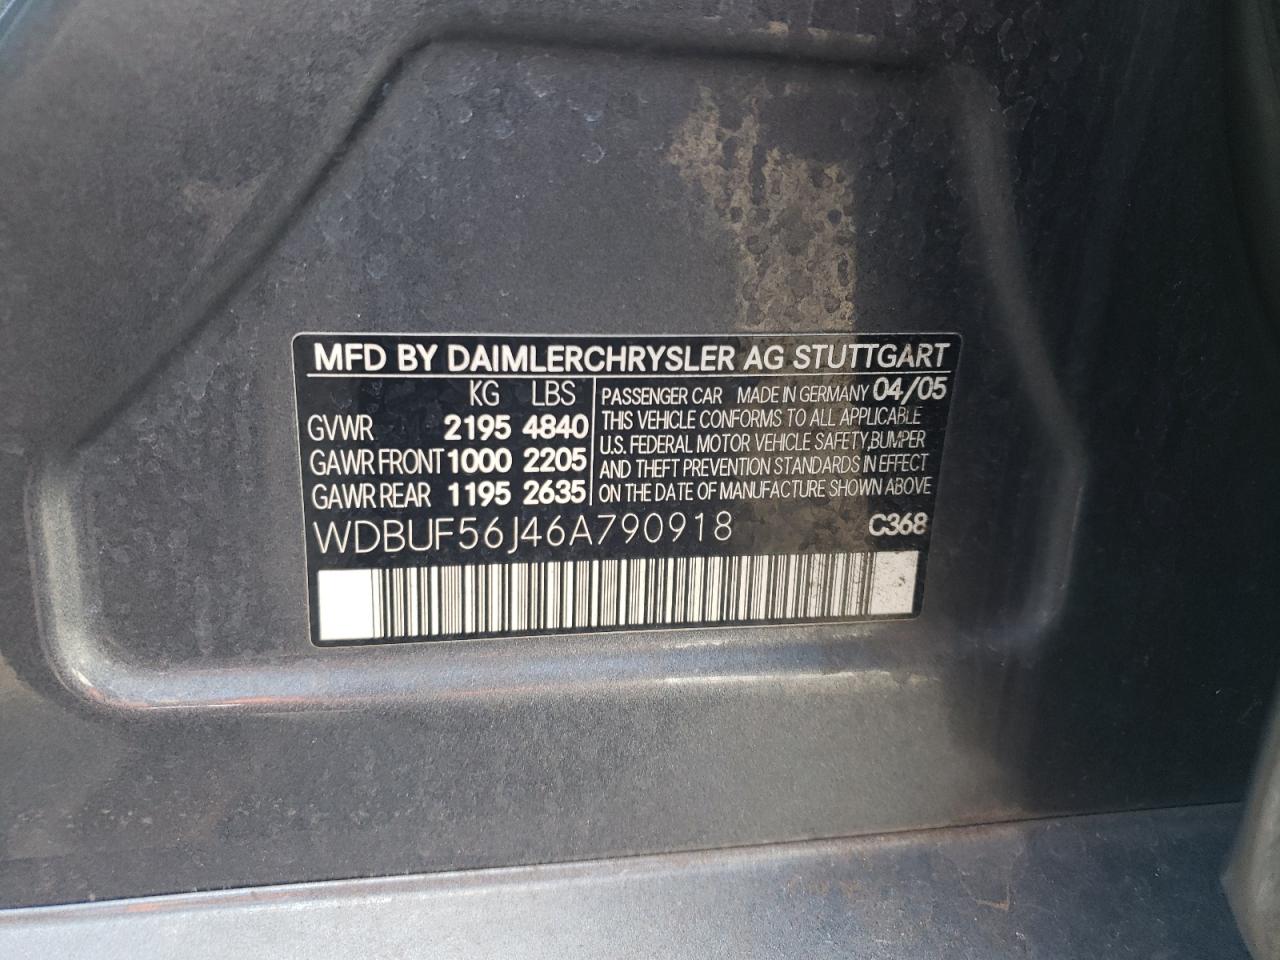 MFD BY DAIMLERCHRYSLER AG STUTTGART
KG LBS
GVWR 2195 4840
GAWR FRONT 1000 2205
GAWR REAR 1195 2635
PASSENGER CAR MADE IN GERMANY 04/05
THIS VEHICLE CONFORMS TO ALL APPLICABLE
U.S. FEDERAL MOTOR VEHICLE SAFETY,BUMPER
AND THEFT PREVENTION STANDARDS IN EFFECT
ON THE DATE OF MANUFACTURE SHOWN ABOVE
WDBUF56J46A790918 C368